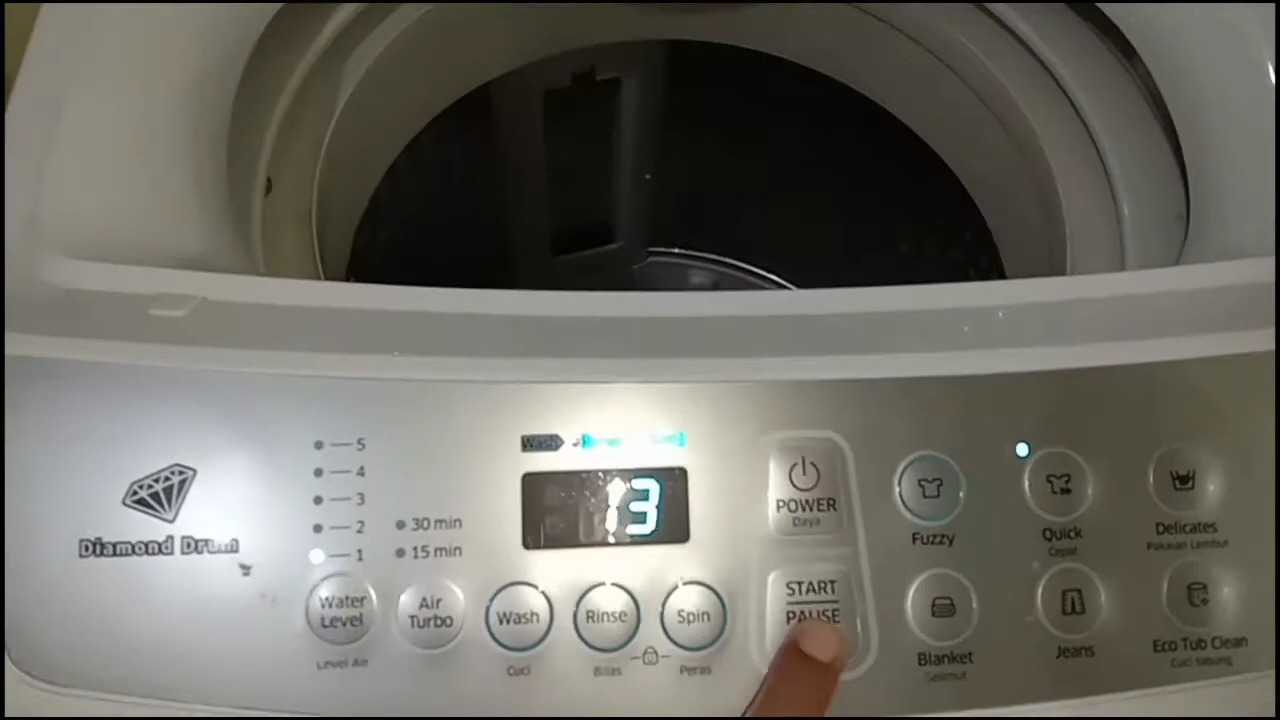 Diamond Drum
5
4
3
2
1
30 min
15 min
Water
Level
Level Air
Air
Turbo
Wash
13
Wash
Cuci
Rinse
Bilas
Spin
Peras
POWER
Daya
START
PAUSE
Fuzzy
Quick
Cepat
Delicates
Pakaian Lembut
Blanket
Selimut
Jeans
Eco Tub Clean
Cuci tabung